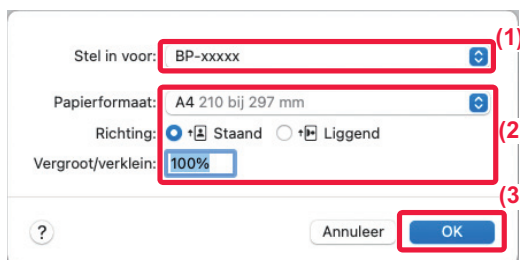 (1)
Stel in voor: BP-xxxxx
Papierformaat: A4 210 bij 297 mm
Richting: Staand Liggend
(2
Vergroot/verklein: 100%
(3
? Annuleer OK